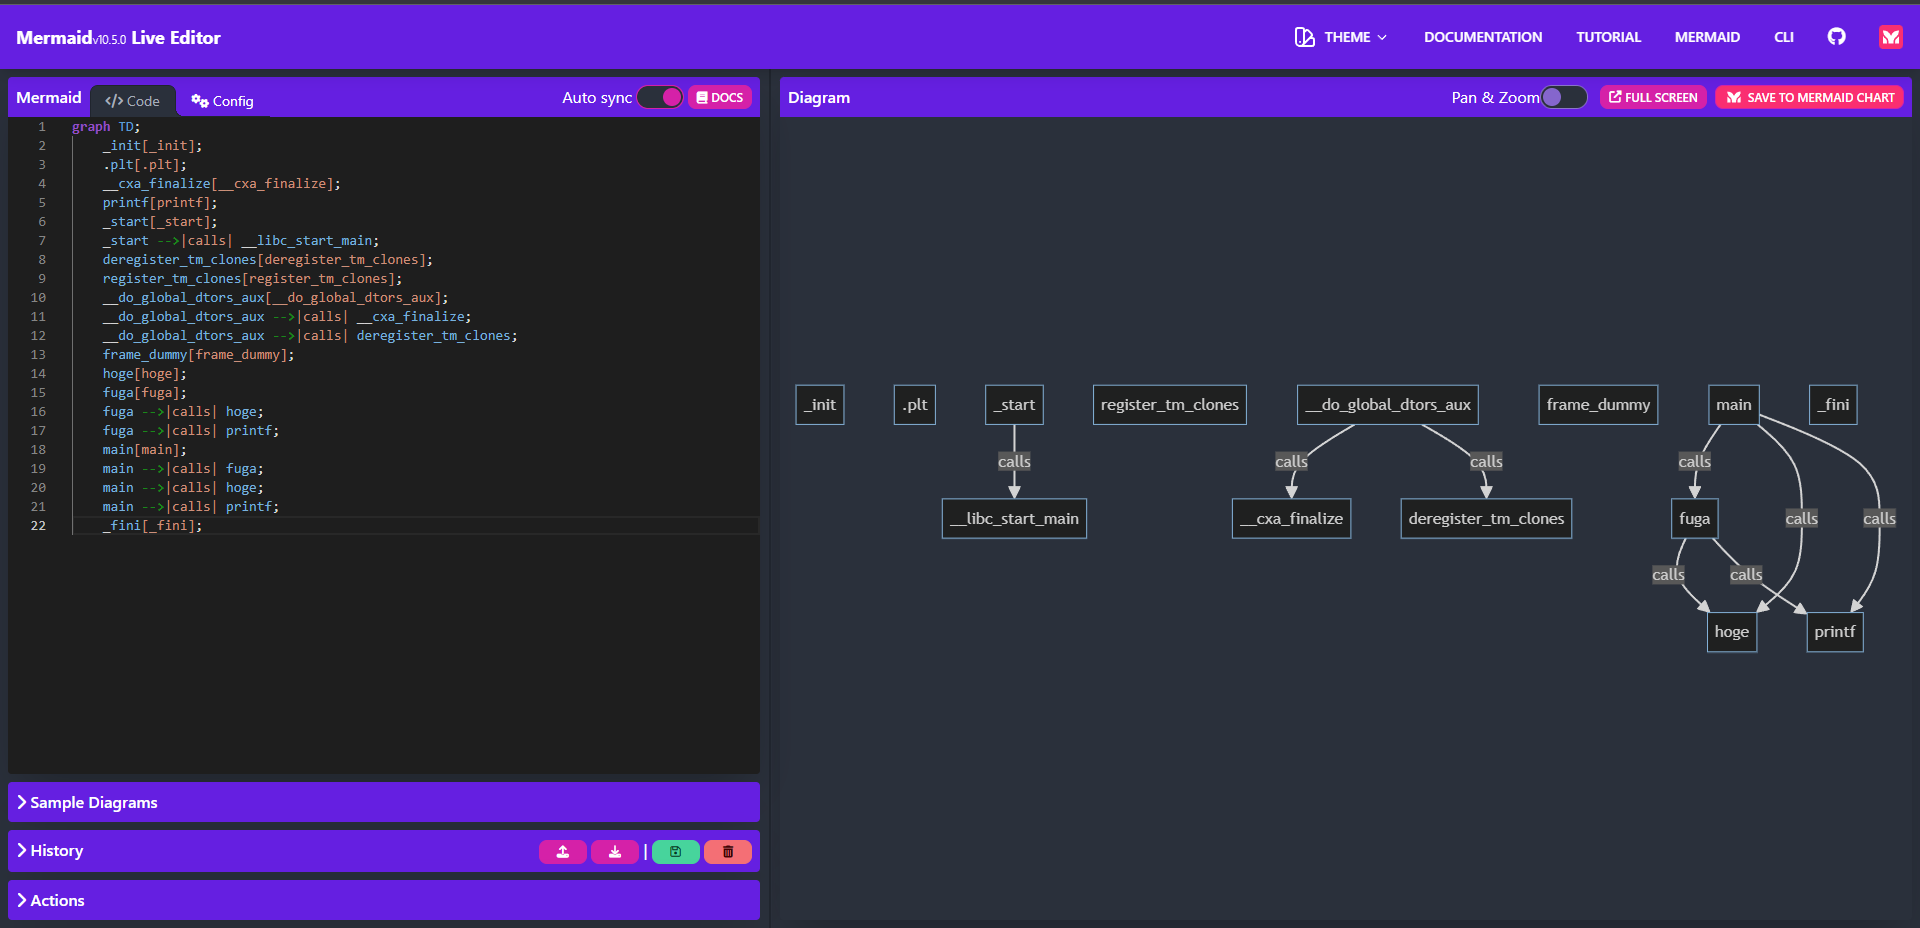 Mermaidv10.5.0 Live Editor
THEME
DOCUMENTATION
TUTORIAL
MERMAID
CLI
Mermaid
</> Code
Config
Auto sync
DOCS
1 graph TD;
2 _init[_init];
3 .plt[.plt];
4 __cxa_finalize[__cxa_finalize];
5 printf[printf];
6 _start[_start];
7 _start -->|calls| __libc_start_main;
8 deregister_tm_clones[deregister_tm_clones];
9 register_tm_clones[register_tm_clones];
10 __do_global_dtors_aux[__do_global_dtors_aux];
11 __do_global_dtors_aux -->|calls| __cxa_finalize;
12 __do_global_dtors_aux -->|calls| deregister_tm_clones;
13 frame_dummy[frame_dummy];
14 hoge[hoge];
15 fuga[fuga];
16 fuga -->|calls| hoge;
17 fuga -->|calls| printf;
18 main[main];
19 main -->|calls| fuga;
20 main -->|calls| hoge;
21 main -->|calls| printf;
22 _fini[_fini];
Sample Diagrams
History
Actions
Diagram
Pan & Zoom
FULL SCREEN
SAVE TO MERMAID CHART
_init
.plt
_start
register_tm_clones
__do_global_dtors_aux
frame_dummy
main
_fini
calls
calls
calls
calls
__libc_start_main
__cxa_finalize
deregister_tm_clones
fuga
calls
calls
calls
calls
hoge
printf